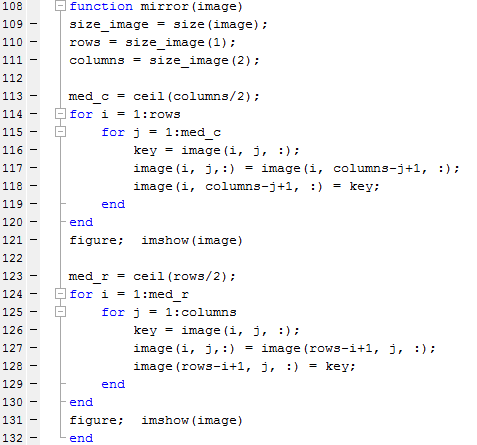 108 function mirror(image)
109 size_image = size(image);
110 rows = size_image(1);
111 columns = size_image(2);
112
113 med_c = ceil(columns/2);
114 for i = 1:rows
115 for j = 1:med_c
116 key = image(i, j, :);
117 image(i, j,:) = image(i, columns-j+1, :);
118 image(i, columns-j+1, :) = key;
119 end
120 end
121 figure;  imshow(image)
122
123 med_r = ceil(rows/2);
124 for i = 1:med_r
125 for j = 1:columns
126 key = image(i, j, :);
127 image(i, j,:) = image(rows-i+1, j, :);
128 image(rows-i+1, j, :) = key;
129 end
130 end
131 figure;  imshow(image)
132 end